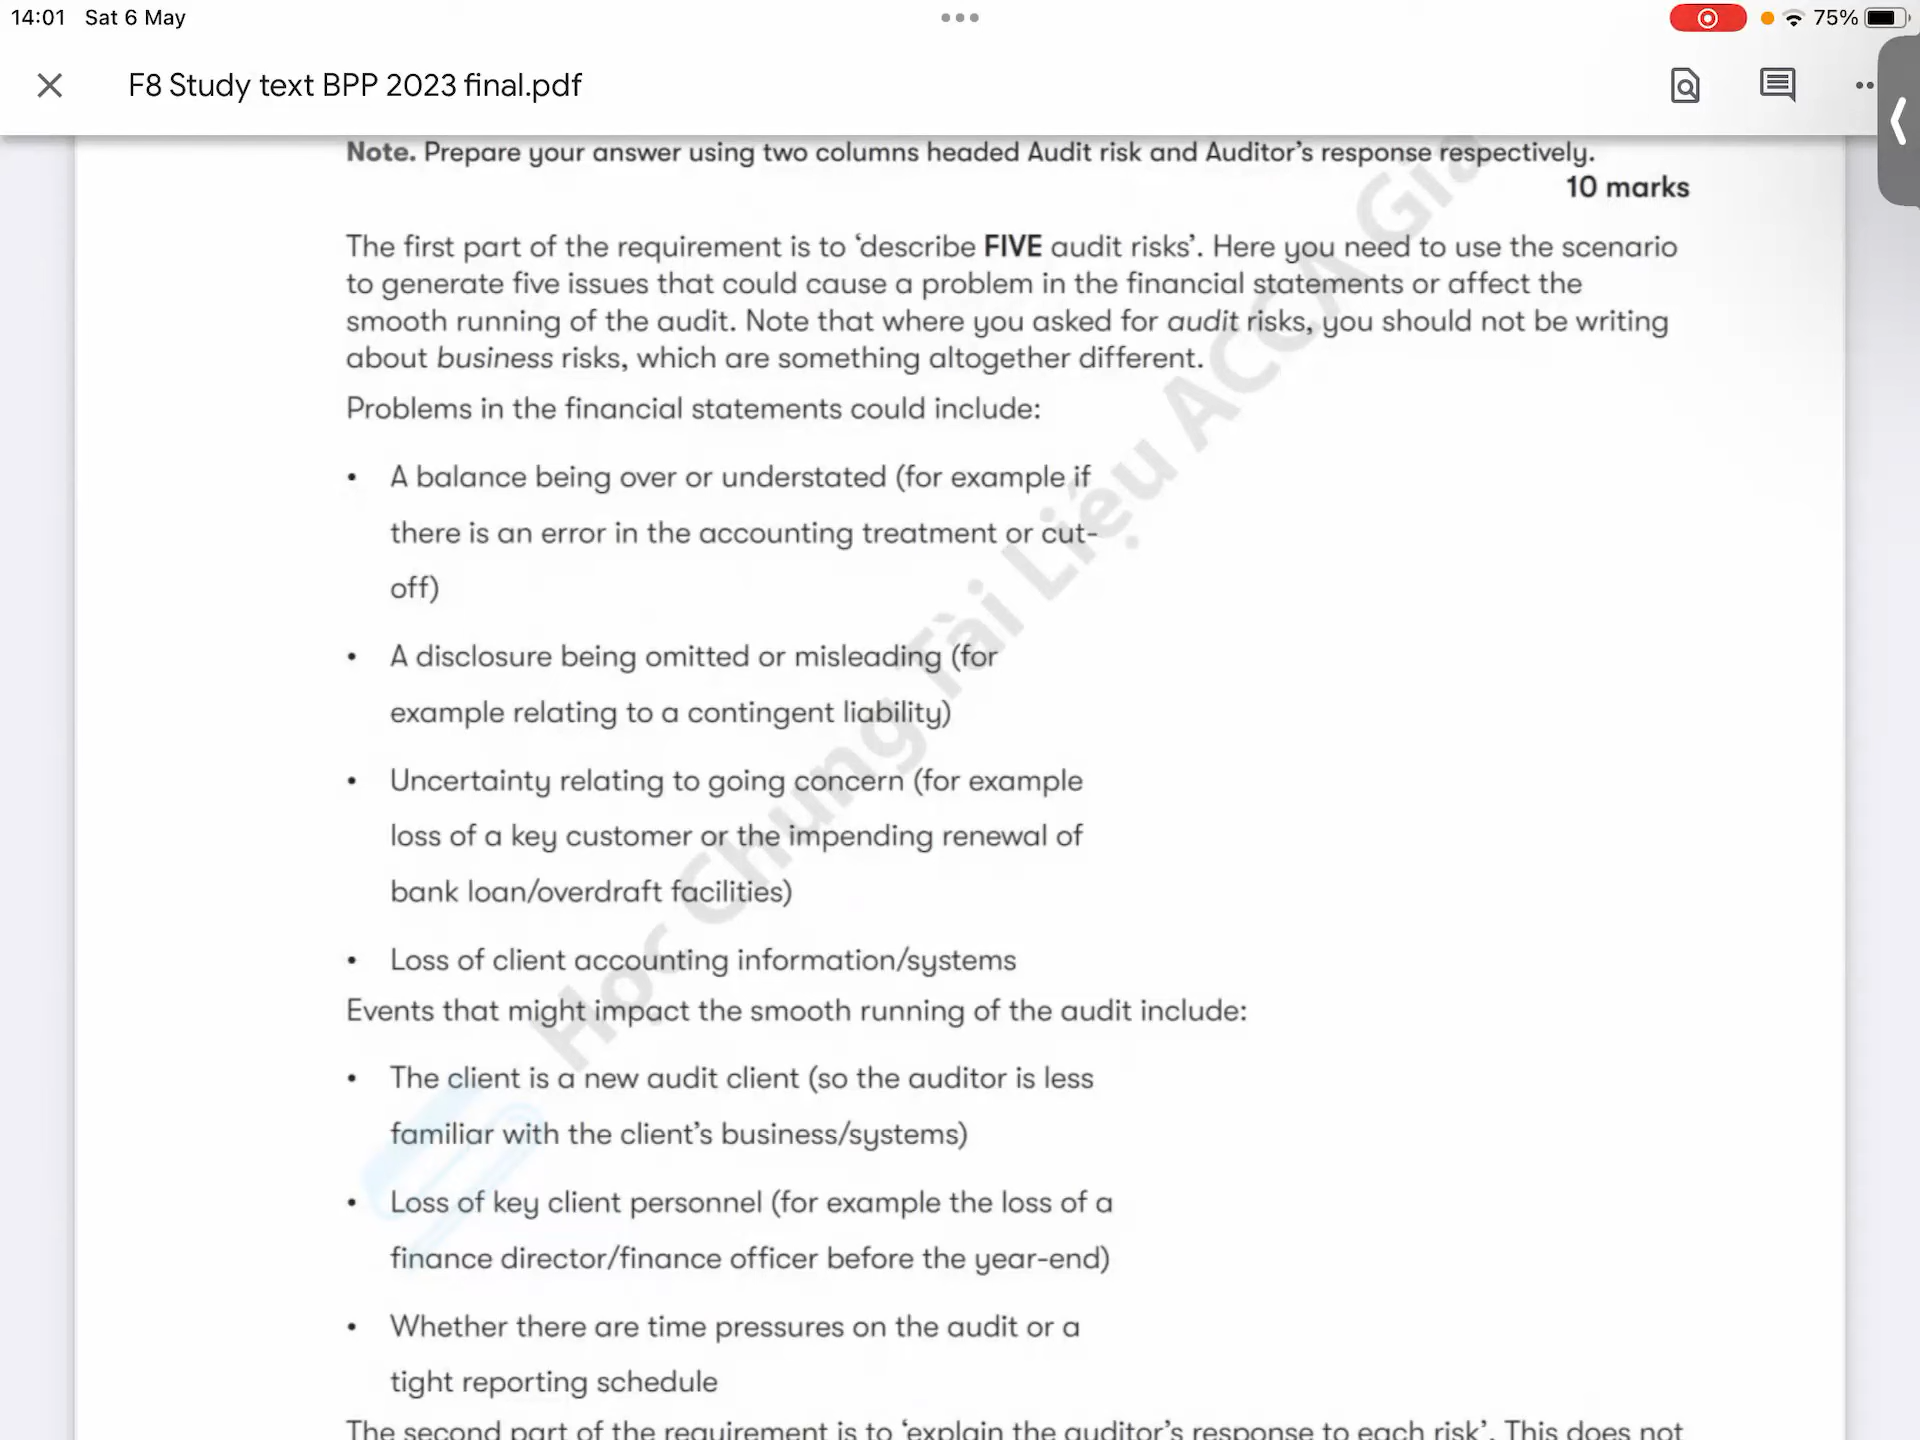 14:01 Sat 6 May
75%
F8 Study text BPP 2023 final.pdf
Note. Prepare your answer using two columns headed Audit risk and Auditor's response respectively.
10 marks
The first part of the requirement is to ‘describe FIVE audit risks’. Here you need to use the scenario
to generate five issues that could cause a problem in the financial statements or affect the
smooth running of the audit. Note that where you asked for audit risks, you should not be writing
about business risks, which are something altogether different.
Problems in the financial statements could include:
• A balance being over or understated (for example if
there is an error in the accounting treatment or cut-
off)
• A disclosure being omitted or misleading (for
example relating to a contingent liability)
• Uncertainty relating to going concern (for example
loss of a key customer or the impending renewal of
bank loan/overdraft facilities)
• Loss of client accounting information/systems
Events that might impact the smooth running of the audit include:
• The client is a new audit client (so the auditor is less
familiar with the client's business/systems)
• Loss of key client personnel (for example the loss of a
finance director/finance officer before the year-end)
• Whether there are time pressures on the audit or a
tight reporting schedule
The second part of the requirement is to ‘explain the auditor's response to each risk’. This does not
Học Chung Tài Liệu ACCA Giá